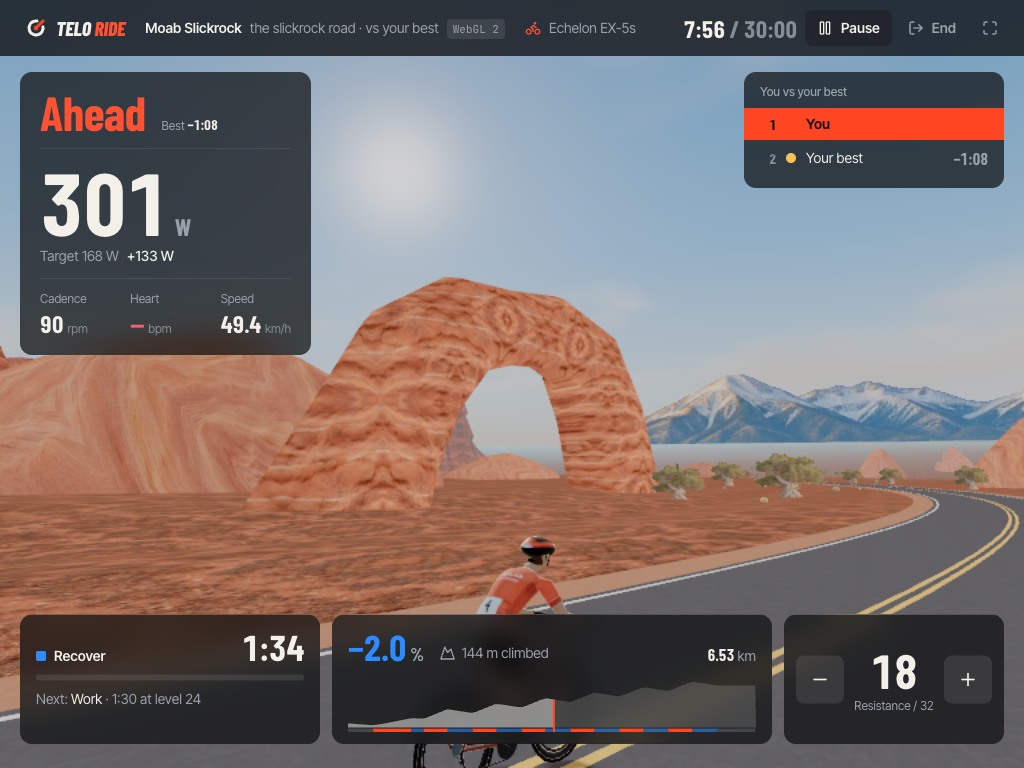 TELO RIDE Moab Slickrock the slickrock road · vs your best WebGL 2 Echelon EX-5s 7:56 / 30:00 Pause End
Ahead Best −1:08
301 W
Target 168 W +133 W
Cadence Heart Speed
90 rpm – bpm 49.4 km/h
You vs your best
1 You
2 Your best −1:08
Recover 1:34
Next: Work · 1:30 at level 24
−2.0 % 144 m climbed 6.53 km
− 18 +
Resistance / 32